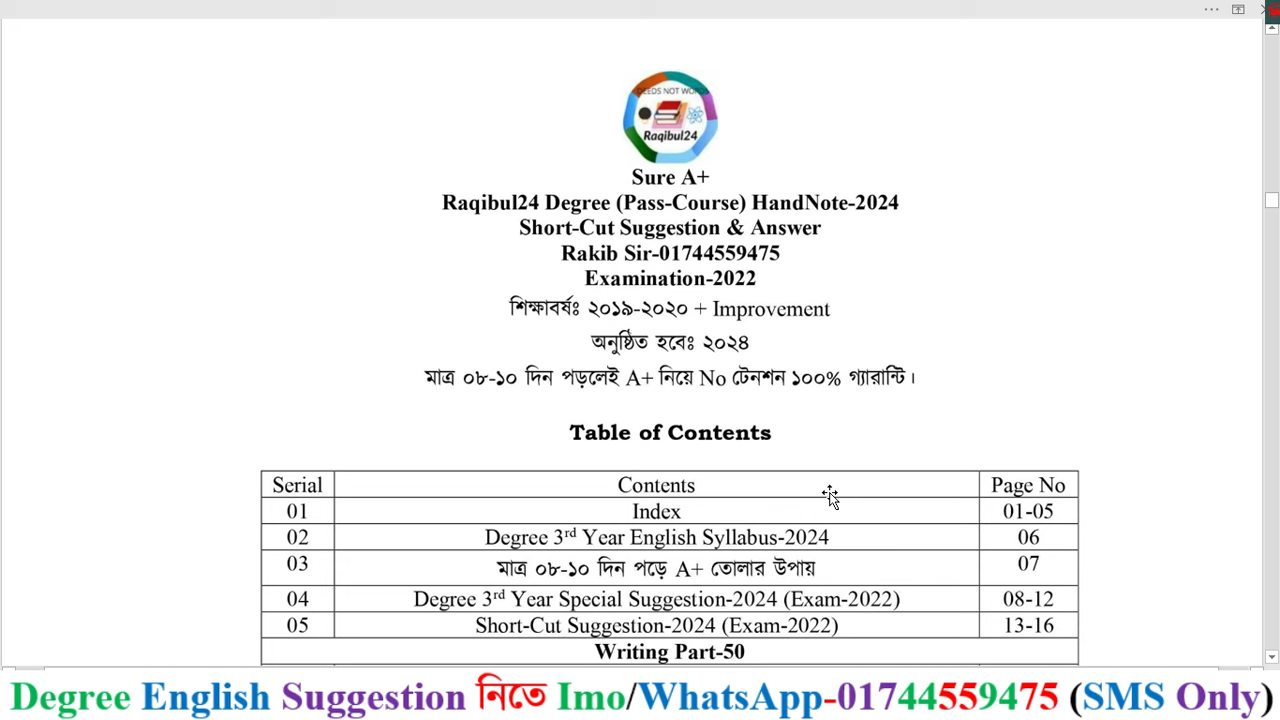 DEEDS NOT WORDS
Raqibul24
Sure A+
Raqibul24 Degree (Pass-Course) HandNote-2024
Short-Cut Suggestion & Answer
Rakib Sir-01744559475
Examination-2022
শিক্ষাবর্ষঃ ২০১৯-২০২০ + Improvement
অনুষ্ঠিত হবেঃ ২০২৪
মাত্র ০৮-১০ দিন পড়লেই A+ নিয়ে No টেনশন ১০০% গ্যারান্টি।
Table of Contents
Serial Contents Page No
01 Index 01-05
02 Degree 3rd Year English Syllabus-2024 06
03 মাত্র ০৮-১০ দিন পড়ে A+ তোলার উপায় 07
04 Degree 3rd Year Special Suggestion-2024 (Exam-2022) 08-12
05 Short-Cut Suggestion-2024 (Exam-2022) 13-16
Writing Part-50
Degree English Suggestion নিতে Imo/WhatsApp-01744559475 (SMS Only)